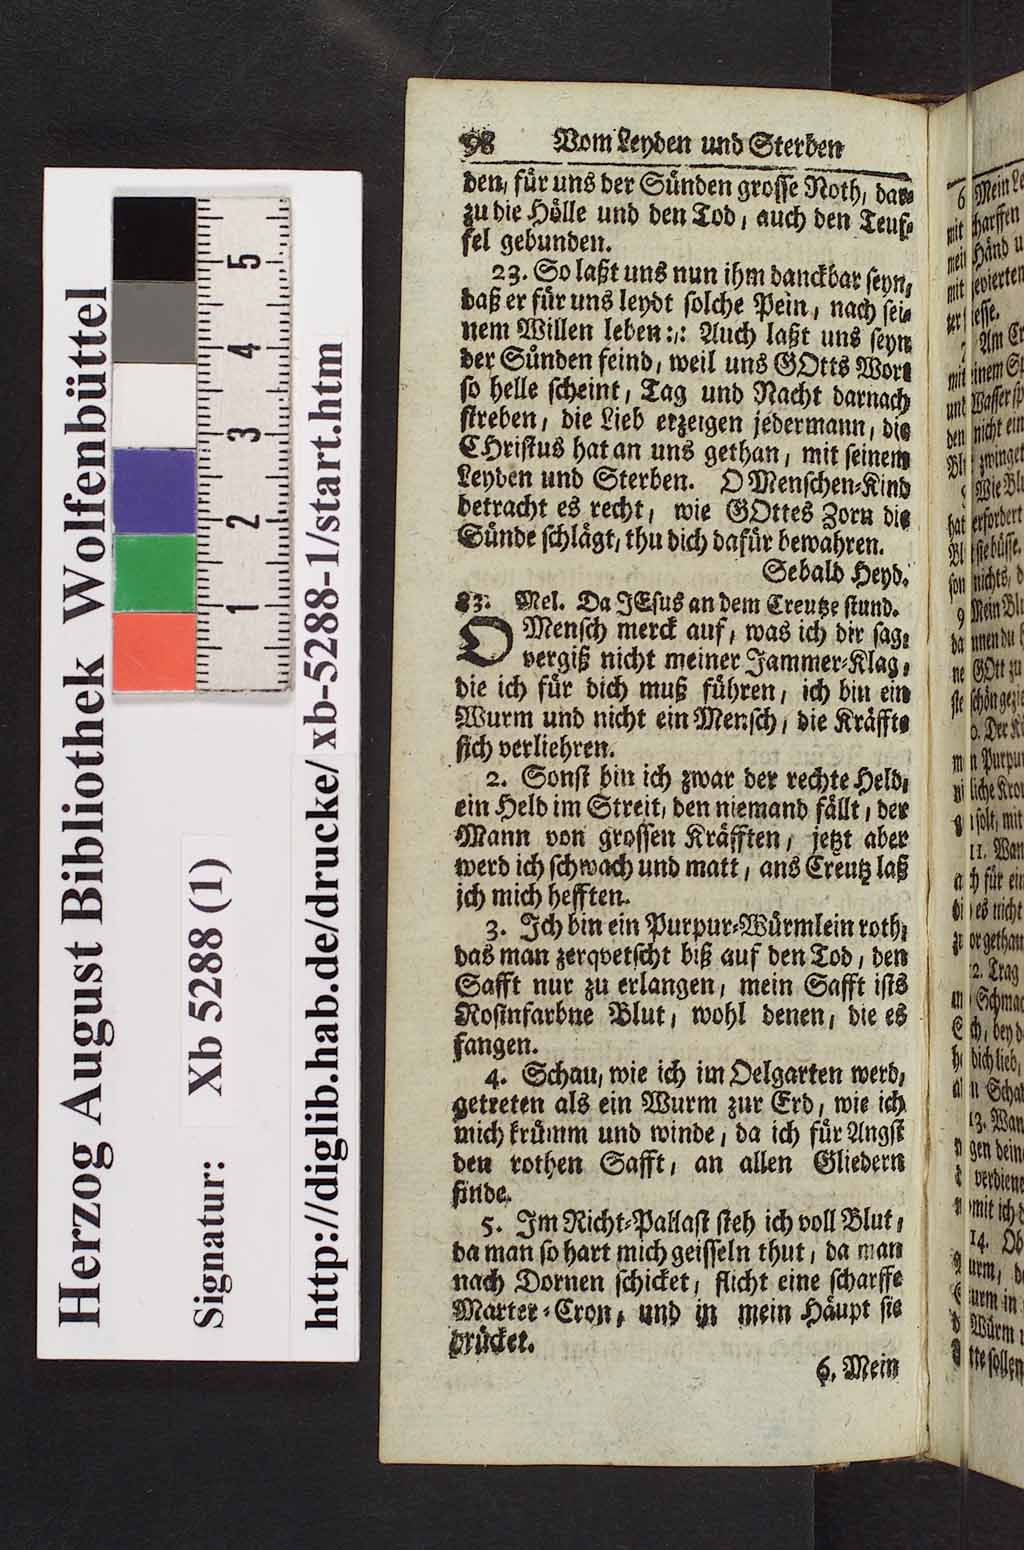 98 Vom Leyden und Sterben
den, für uns der Sünden grosse Noth, dar-
zu die Hölle und den Tod, auch den Teuf-
fel gebunden.
23. So laßt uns nun ihm danckbar seyn,
daß er für uns leydt solche Pein, nach sei-
nem Willen leben:,: Auch laßt uns seyn
der Sünden feind, weil uns GOtts Wort
so helle scheint, Tag und Nacht darnach
streben, die Lieb erzeigen jedermann, die
CHristus hat an uns gethan, mit seinem
Leyden und Sterben. O Menschen-Kind
betracht es recht, wie GOttes Zorn die
Sünde schlägt, thu dich dafür bewahren.
Sebald Heyd.
83. Mel. Da JEsus an dem Creutze stund.
O Mensch merck auf, was ich dir sag,
vergiß nicht meiner Jammer-Klag,
die ich für dich muß führen, ich bin ein
Wurm und nicht ein Mensch, die Kräffte
sich verliehren.
2. Sonst bin ich zwar der rechte Held,
ein Held im Streit, den niemand fällt, der
Mann von grossen Kräfften, jetzt aber
werd ich schwach und matt, ans Creutz laß
ich mich hefften.
3. Ich bin ein Purpur-Würmlein roth,
das man zerqvetscht biß auf den Tod, den
Safft nur zu erlangen, mein Safft ists
Rosinfarbne Blut, wohl denen, die es
fangen.
4. Schau, wie ich im Oelgarten werd,
getreten als ein Wurm zur Erd, wie ich
mich krümm und winde, da ich für Angst
den rothen Safft, an allen Gliedern
finde.
5. Im Richt-Pallast steh ich voll Blut,
da man so hart mich geisseln thut, da man
nach Dornen schicket, flicht eine scharffe
Marter-Cron, und in mein Häupt sie
drücket.
6. Mein
Herzog August Bibliothek Wolfenbüttel
Signatur: Xb 5288 (1)
http://diglib.hab.de/drucke/xb-5288-1/start.htm
5
4
3
2
1